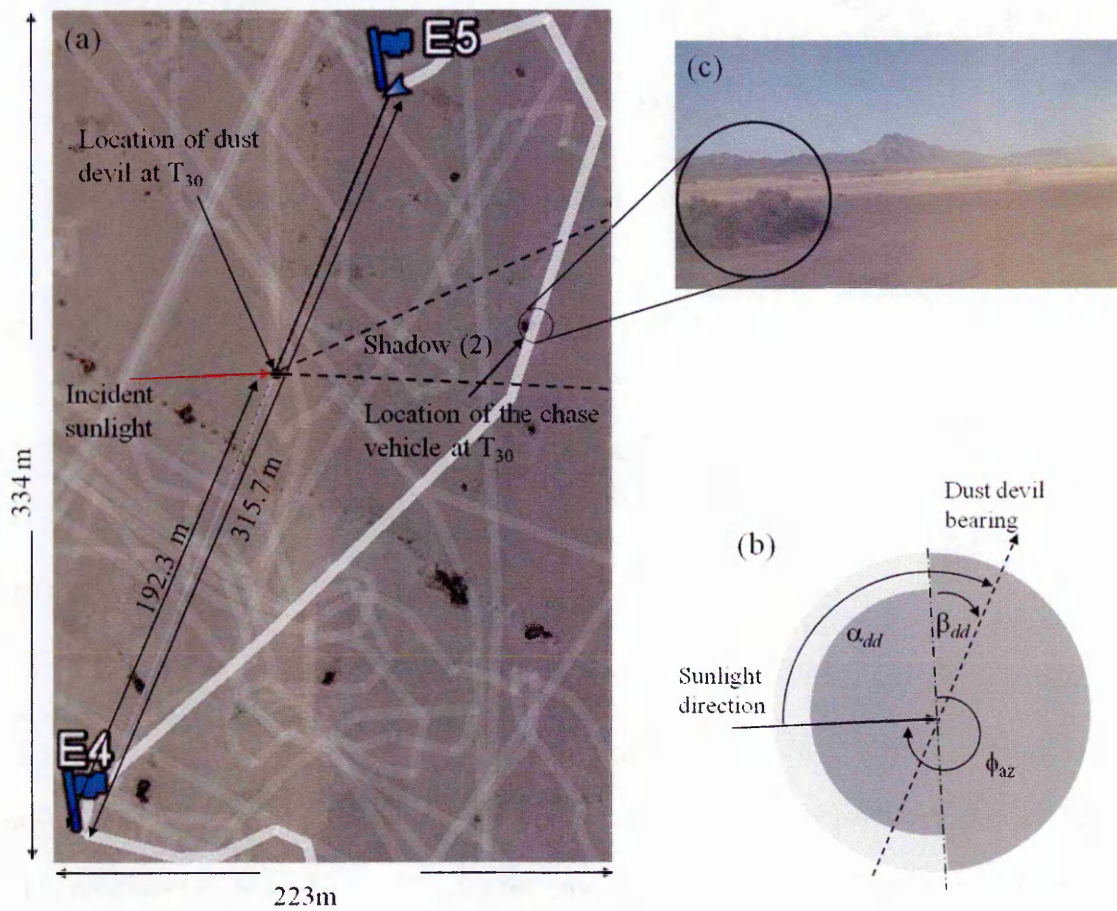 (a)
E5
(c)
Location of dust
devil at T30
Shadow (2)
Incident
sunlight
Location of the chase
vehicle at T30
334 m
192.3 m
315.7 m
E4
223m
(b)
Dust devil
bearing
αdd
βdd
Sunlight
direction
ϕaz